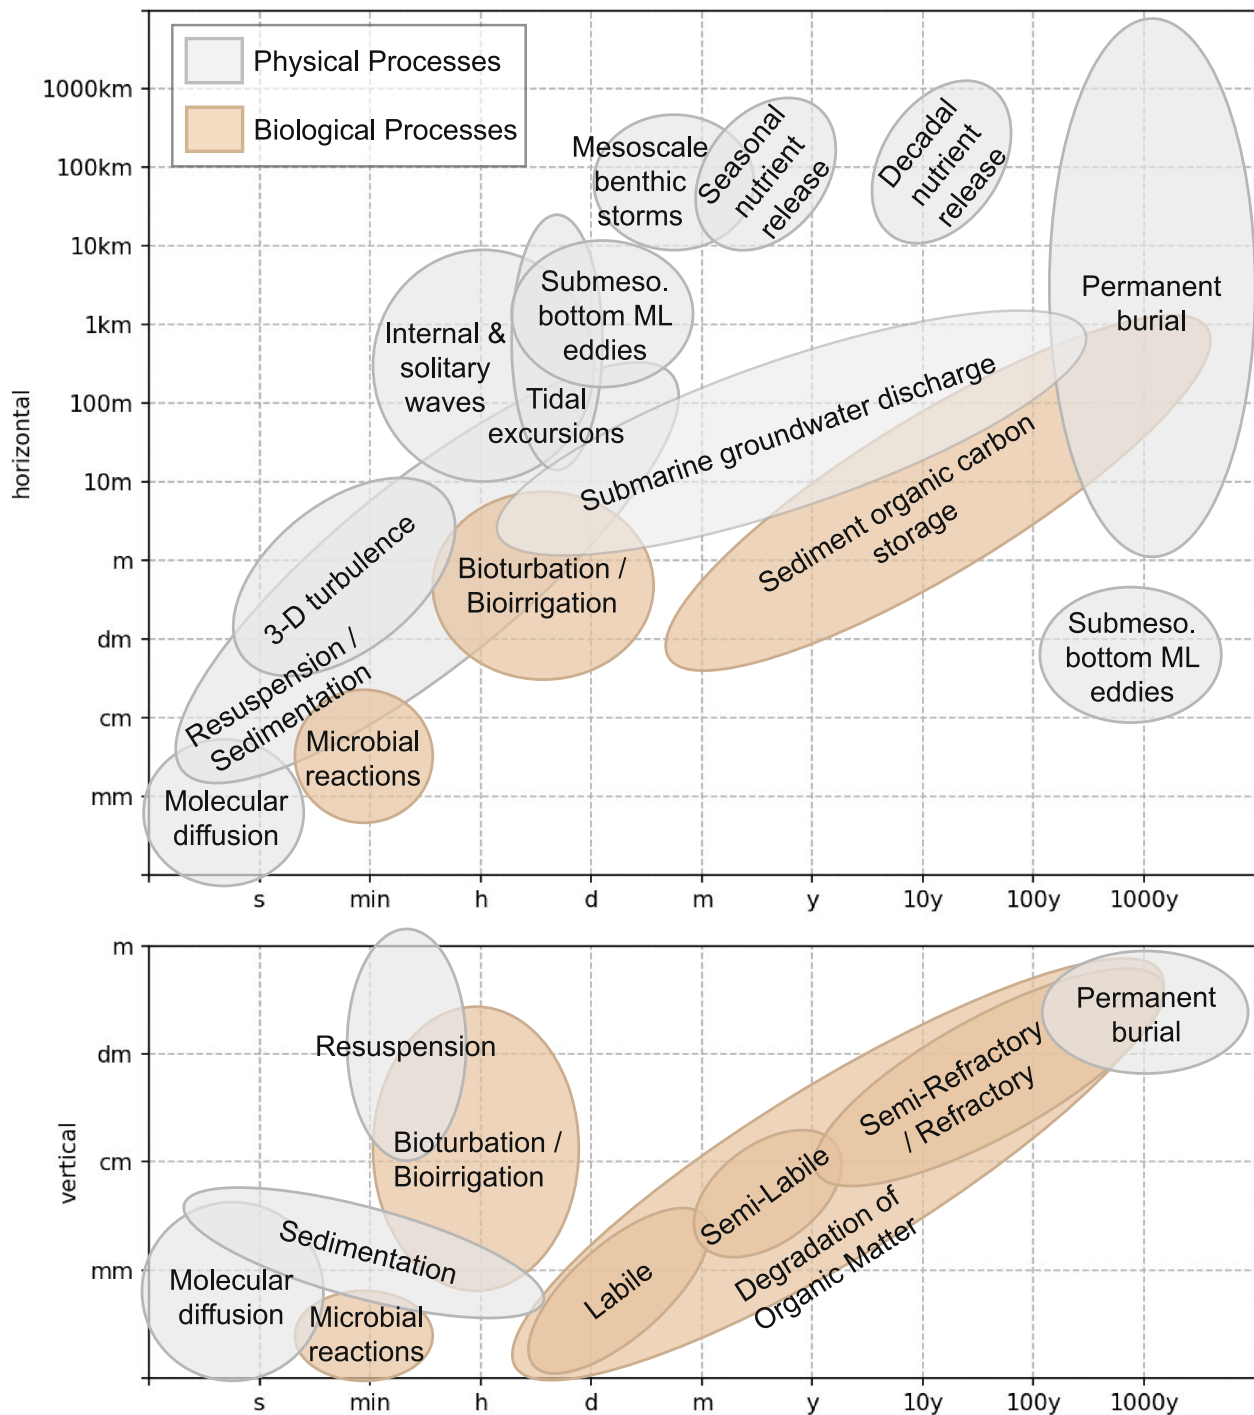 Physical Processes
Biological Processes
1000km
100km
10km
1km
100m
10m
m
dm
cm
mm
horizontal
Mesoscale
benthic
storms
Seasonal
nutrient
release
Decadal
nutrient
release
Permanent
burial
Submeso.
bottom ML
eddies
Internal &
solitary
waves
Tidal
excursions
Submarine groundwater discharge
Sediment organic carbon
storage
3-D turbulence
Bioturbation /
Bioirrigation
Submeso.
bottom ML
eddies
Resuspension /
Sedimentation
Microbial
reactions
Molecular
diffusion
s
min
h
d
m
y
10y
100y
1000y
m
dm
cm
mm
vertical
Resuspension
Bioturbation /
Bioirrigation
Permanent
burial
Semi-Refractory
/ Refractory
Semi-Labile
Labile
Degradation of
Organic Matter
Sedimentation
Molecular
diffusion
Microbial
reactions
s
min
h
d
m
y
10y
100y
1000y